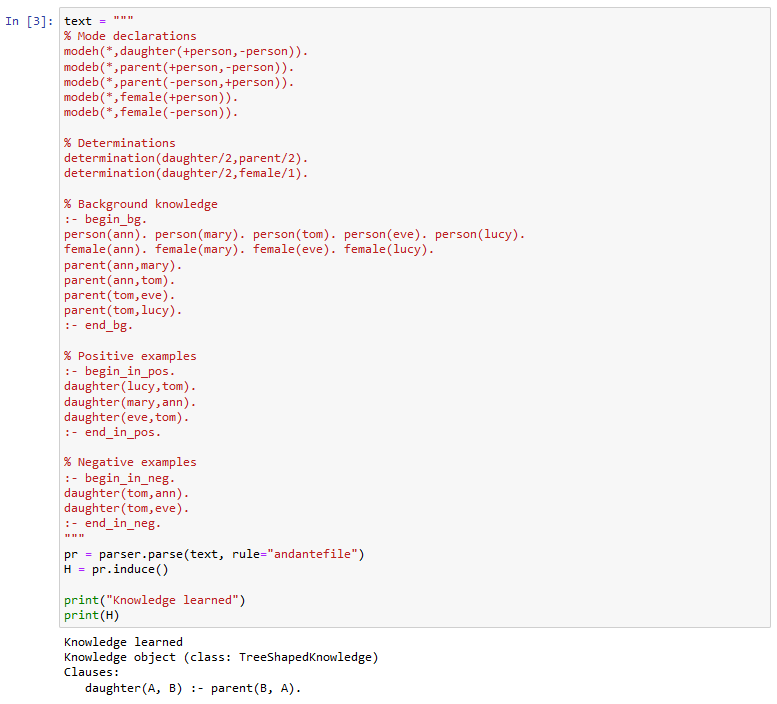 In [3]: text = """
% Mode declarations
modeh(*,daughter(+person,-person)).
modeb(*,parent(+person,-person)).
modeb(*,parent(-person,+person)).
modeb(*,female(+person)).
modeb(*,female(-person)).
% Determinations
determination(daughter/2,parent/2).
determination(daughter/2,female/1).
% Background knowledge
:- begin_bg.
person(ann). person(mary). person(tom). person(eve). person(lucy).
female(ann). female(mary). female(eve). female(lucy).
parent(ann,mary).
parent(ann,tom).
parent(tom,eve).
parent(tom,lucy).
:- end_bg.
% Positive examples
:- begin_in_pos.
daughter(lucy,tom).
daughter(mary,ann).
daughter(eve,tom).
:- end_in_pos.
% Negative examples
:- begin_in_neg.
daughter(tom,ann).
daughter(tom,eve).
:- end_in_neg.
"""
pr = parser.parse(text, rule="andantefile")
H = pr.induce()
print("Knowledge learned")
print(H)
Knowledge learned
Knowledge object (class: TreeShapedKnowledge)
Clauses:
daughter(A, B) :- parent(B, A).